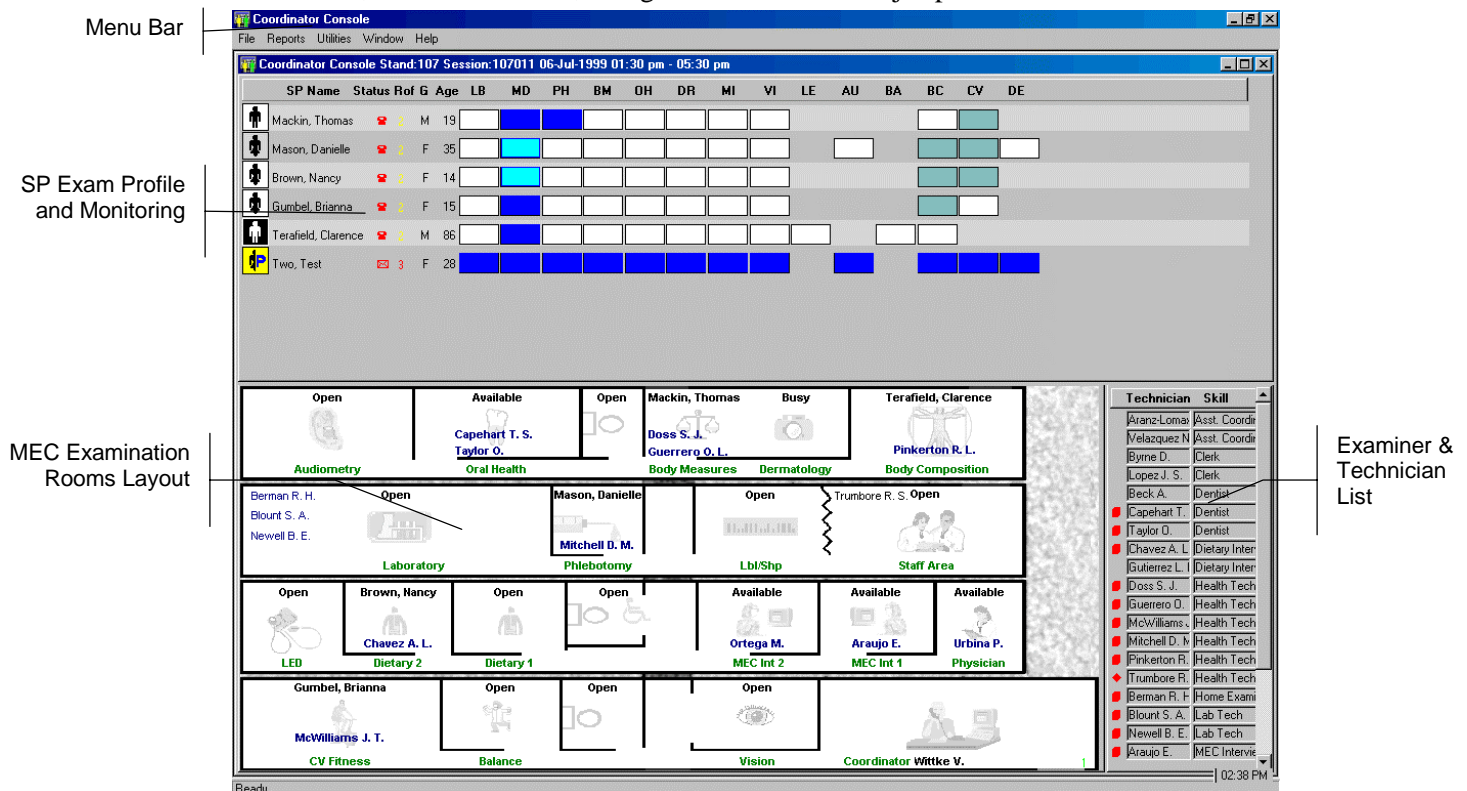 Menu Bar
Coordinator Console
File Reports Utilities Window Help
Coordinator Console Stand:107 Session:107011 06-Jul-1999 01:30 pm - 05:30 pm
SP Name Status Rof G Age LB MD PH BM OH DR MI VI LE AU BA BC CV DE
Mackin, Thomas 2 M 19
Mason, Danielle 2 F 35
Brown, Nancy 2 F 14
Gumbel, Brianna 2 F 15
Terafield, Clarence M 86
P Two, Test 3 F 28
SP Exam Profile
and Monitoring
MEC Examination
Rooms Layout
Open Available Open Mackin, Thomas Busy Terafield, Clarence
Capehart T. S. Doss S. J.
Taylor O. Guerrero O. L. Pinkerton R. L.
Audiometry Oral Health Body Measures Dermatology Body Composition
Berman R. H. Open Mason, Danielle Open Trumbore R. S. Open
Blount S. A.
Newell B. E. Mitchell D. M.
Laboratory Phlebotomy Lbl/Shp Staff Area
Open Brown, Nancy Open Open Available Available Available
Chavez A. L. Ortega M. Araujo E. Urbina P.
LED Dietary 2 Dietary 1 MEC Int 2 MEC Int 1 Physician
Gumbel, Brianna Open Open Open
McWilliams J. T.
CV Fitness Balance Vision Coordinator Wittke V. 1
Technician Skill
Aranz-Lomax Asst. Coordin
Velazquez N Asst. Coordin
Byrne D. Clerk
Lopez J. S. Clerk
Beck A. Dentist
Capehart T. Dentist
Taylor O. Dentist
Chavez A. L Dietary Inter
Gutierrez L. Dietary Inter
Doss S. J. Health Tech
Guerrero O. Health Tech
McWilliams Health Tech
Mitchell D. M Health Tech
Pinkerton R. Health Tech
Trumbore R. Health Tech
Berman R. H Home Exami
Blount S. A. Lab Tech
Newell B. E. Lab Tech
Araujo E. MEC Intervie
Examiner &
Technician
List
Ready
02:38 PM